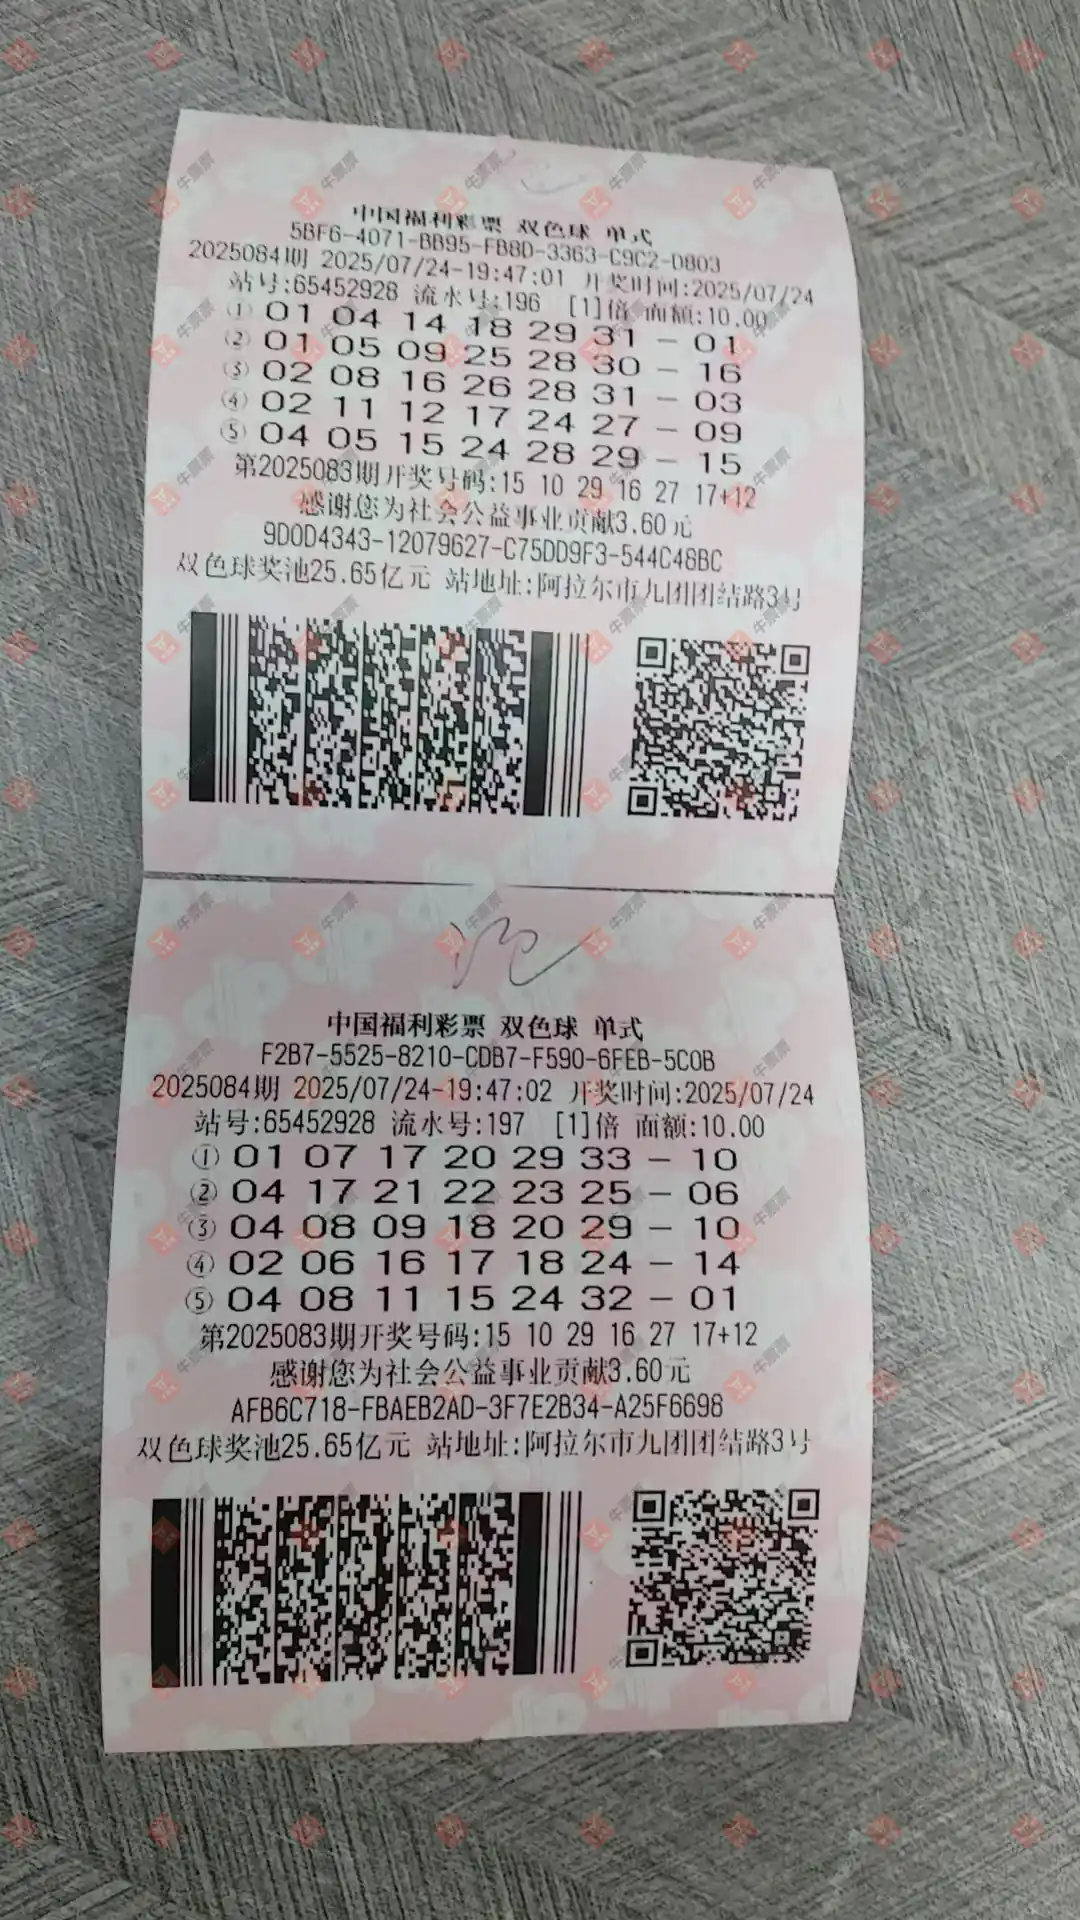 中国福利彩票 双色球 单式
5BF6-4071-BB95-FB8D-3363-C9C2-D803
2025084期 2025/07/24-19:47:01 开奖时间:2025/07/24
站号:65452928 流水号:196 [1]倍 面额:10.00
① 01 04 14 18 29 31 - 01
② 01 05 09 25 28 30 - 16
③ 02 08 16 26 28 31 - 03
④ 02 11 12 17 24 27 - 09
⑤ 04 05 15 24 28 29 - 15
第2025083期开奖号码:15 10 29 16 27 17+12
感谢您为社会公益事业贡献3.60元
9D0D4343-12079627-C75DD9F3-544C48BC
双色球奖池25.65亿元 站地址:阿拉尔市九团团结路3号
中国福利彩票 双色球 单式
F2B7-5525-8210-CDB7-F590-6FEB-5C0B
2025084期 2025/07/24-19:47:02 开奖时间:2025/07/24
站号:65452928 流水号:197 [1]倍 面额:10.00
① 01 07 17 20 29 33 - 10
② 04 17 21 22 23 25 - 06
③ 04 08 09 18 20 29 - 10
④ 02 06 16 17 18 24 - 14
⑤ 04 08 11 15 24 32 - 01
第2025083期开奖号码:15 10 29 16 27 17+12
感谢您为社会公益事业贡献3.60元
AFB6C718-FBAEB2AD-3F7E2B34-A25F6698
双色球奖池25.65亿元 站地址:阿拉尔市九团团结路3号